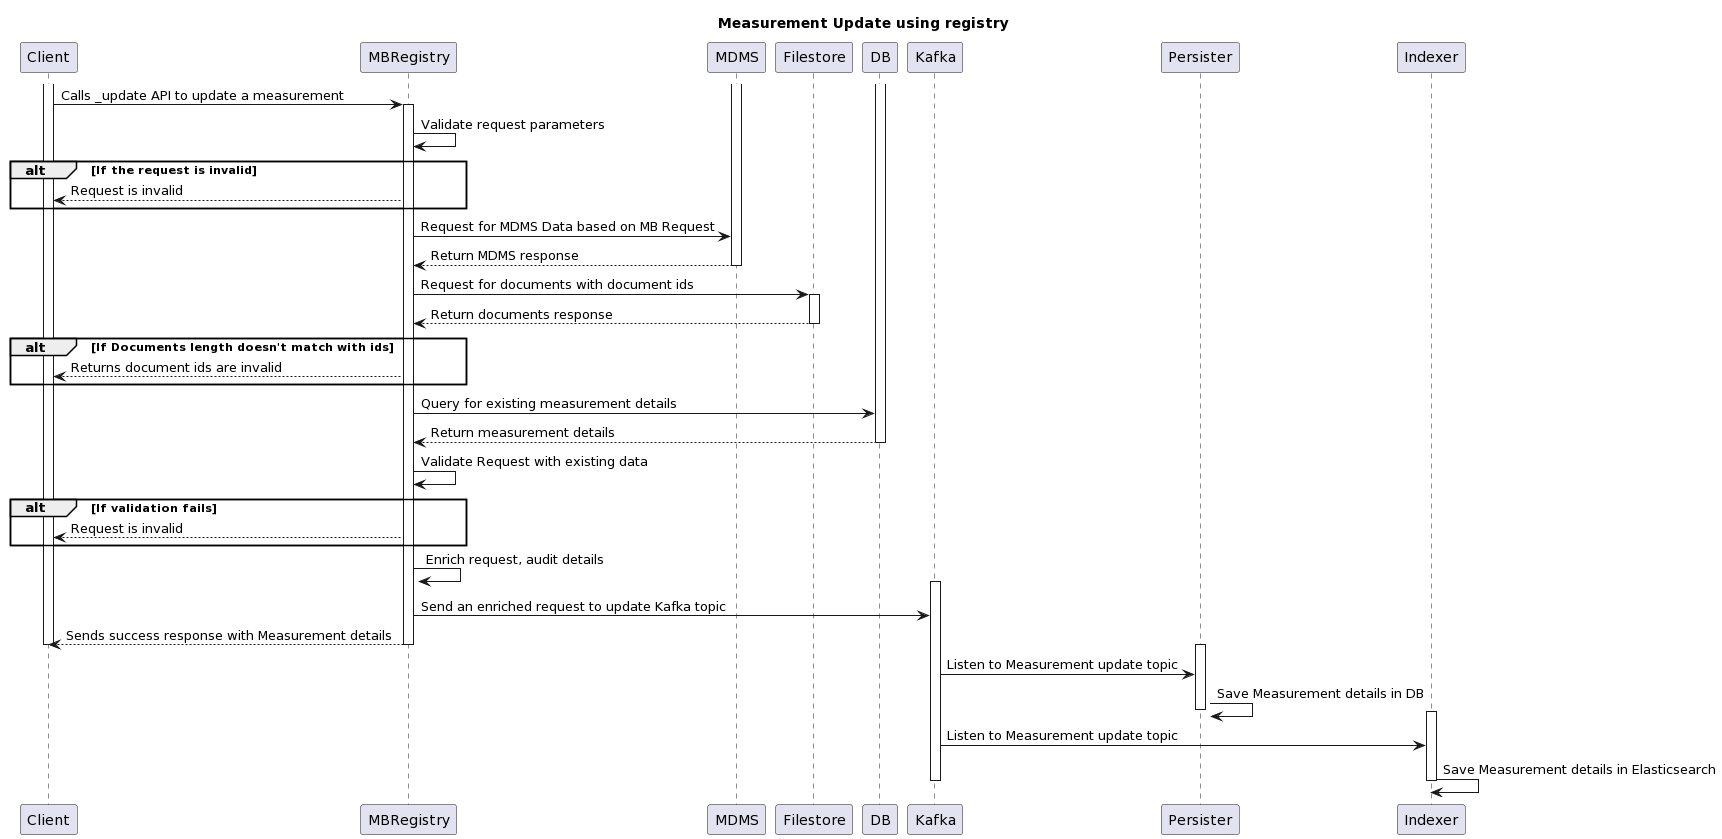 Measurement Update using registry
Client
MBRegistry
MDMS
Filestore
DB
Kafka
Persister
Indexer
Calls _update API to update a measurement
Validate request parameters
alt
[If the request is invalid]
Request is invalid
Request for MDMS Data based on MB Request
Return MDMS response
Request for documents with document ids
Return documents response
alt
[If Documents length doesn't match with ids]
Returns document ids are invalid
Query for existing measurement details
Return measurement details
Validate Request with existing data
alt
[If validation fails]
Request is invalid
Enrich request, audit details
Send an enriched request to update Kafka topic
Sends success response with Measurement details
Listen to Measurement update topic
Save Measurement details in DB
Listen to Measurement update topic
Save Measurement details in Elasticsearch
Client
MBRegistry
MDMS
Filestore
DB
Kafka
Persister
Indexer